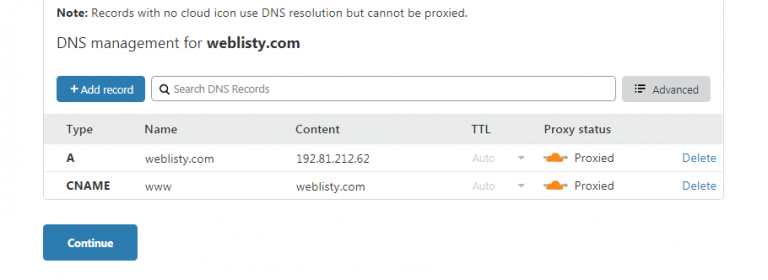 Note: Records with no cloud icon use DNS resolution but cannot be proxied.
DNS management for weblisty.com
+ Add record Search DNS Records Advanced
Type Name Content TTL Proxy status
A weblisty.com 192.81.212.62 Auto Proxied Delete
CNAME www weblisty.com Auto Proxied Delete
Continue